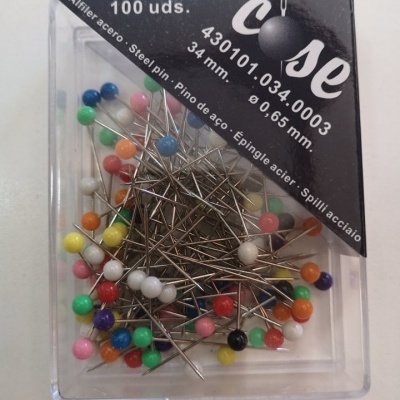 100 uds.
cose
430101.034.0003
34 mm. ø 0,65 mm.
Alfiler acero · Steel pin · Pino de aço · Épingle acier · Spilli acciaio